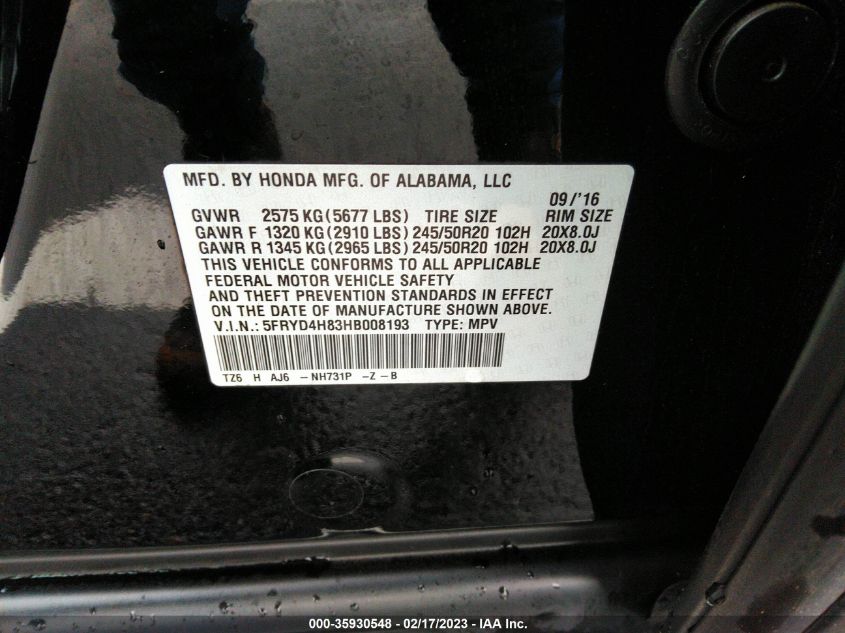 MFD. BY HONDA MFG. OF ALABAMA, LLC
09/'16
GVWR 2575 KG (5677 LBS) TIRE SIZE RIM SIZE
GAWR F 1320 KG (2910 LBS) 245/50R20 102H 20X8.0J
GAWR R 1345 KG (2965 LBS) 245/50R20 102H 20X8.0J
THIS VEHICLE CONFORMS TO ALL APPLICABLE
FEDERAL MOTOR VEHICLE SAFETY
AND THEFT PREVENTION STANDARDS IN EFFECT
ON THE DATE OF MANUFACTURE SHOWN ABOVE.
V.I.N.: 5FRYD4H83HB008193 TYPE: MPV
TZ6 H AJ6 -NH731P -Z-B
000-35930548 - 02/17/2023 - IAA Inc.